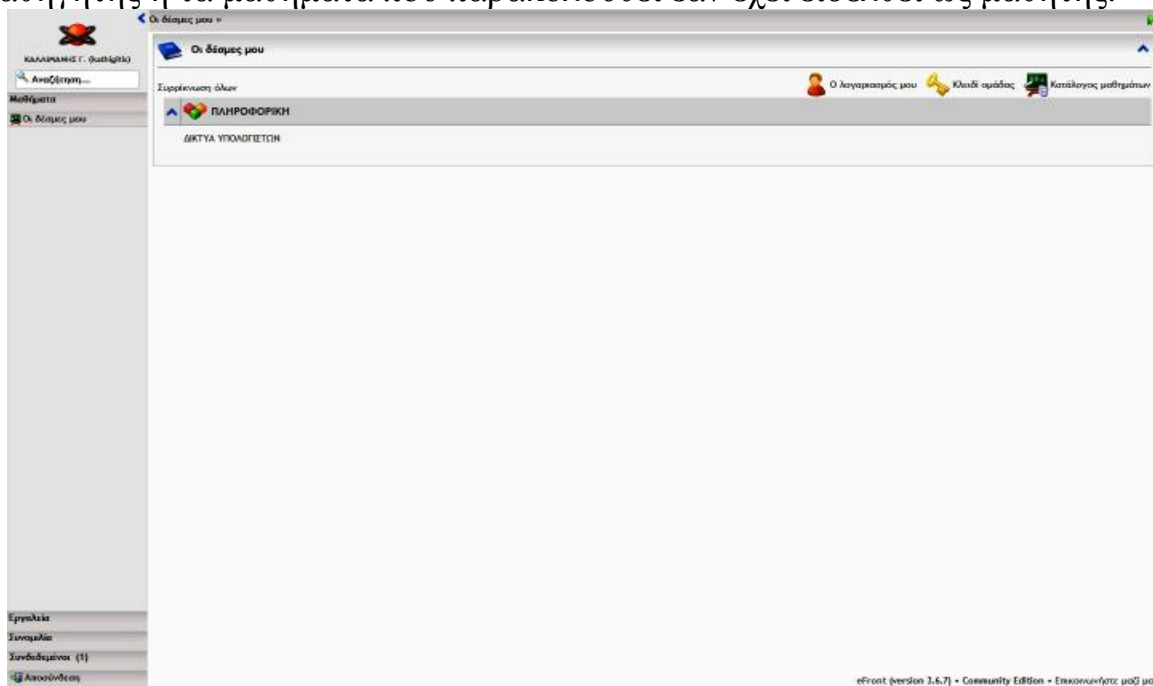 Οι δέσμες μου »
ΚΑΛΛΙΜΑΝΗΣ Γ. (kathigitis)
Αναζήτηση...
Μαθήματα
Οι δέσμες μου
Οι δέσμες μου
Συρρίκνωση όλων
Ο λογαριασμός μου Κλειδί ομάδας Κατάλογος μαθημάτων
ΠΛΗΡΟΦΟΡΙΚΗ
ΔΙΚΤΥΑ ΥΠΟΛΟΓΙΣΤΩΝ
Εργαλεία
Συνομιλία
Συνδεδεμένοι (1)
Αποσύνδεση
eFront (version 3.6.7) • Community Edition • Επικοινωνήστε μαζί μα